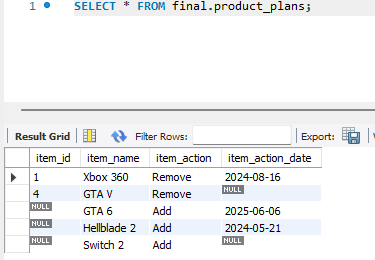 1 SELECT * FROM final.product_plans;
Result Grid Filter Rows: Export:
item_id item_name item_action item_action_date
1 Xbox 360 Remove 2024-08-16
4 GTA V Remove NULL
NULL GTA 6 Add 2025-06-06
NULL Hellblade 2 Add 2024-05-21
NULL Switch 2 Add NULL